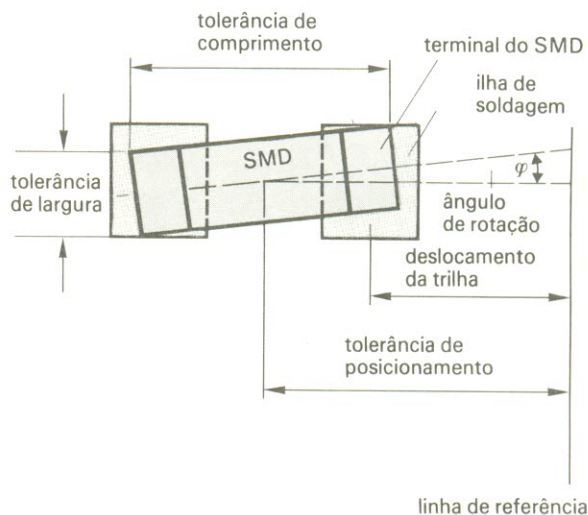 tolerância de
comprimento
terminal do SMD
ilha de
soldagem
SMD
φ
tolerância
de largura
ângulo
de rotação
deslocamento
da trilha
tolerância de
posicionamento
linha de referência